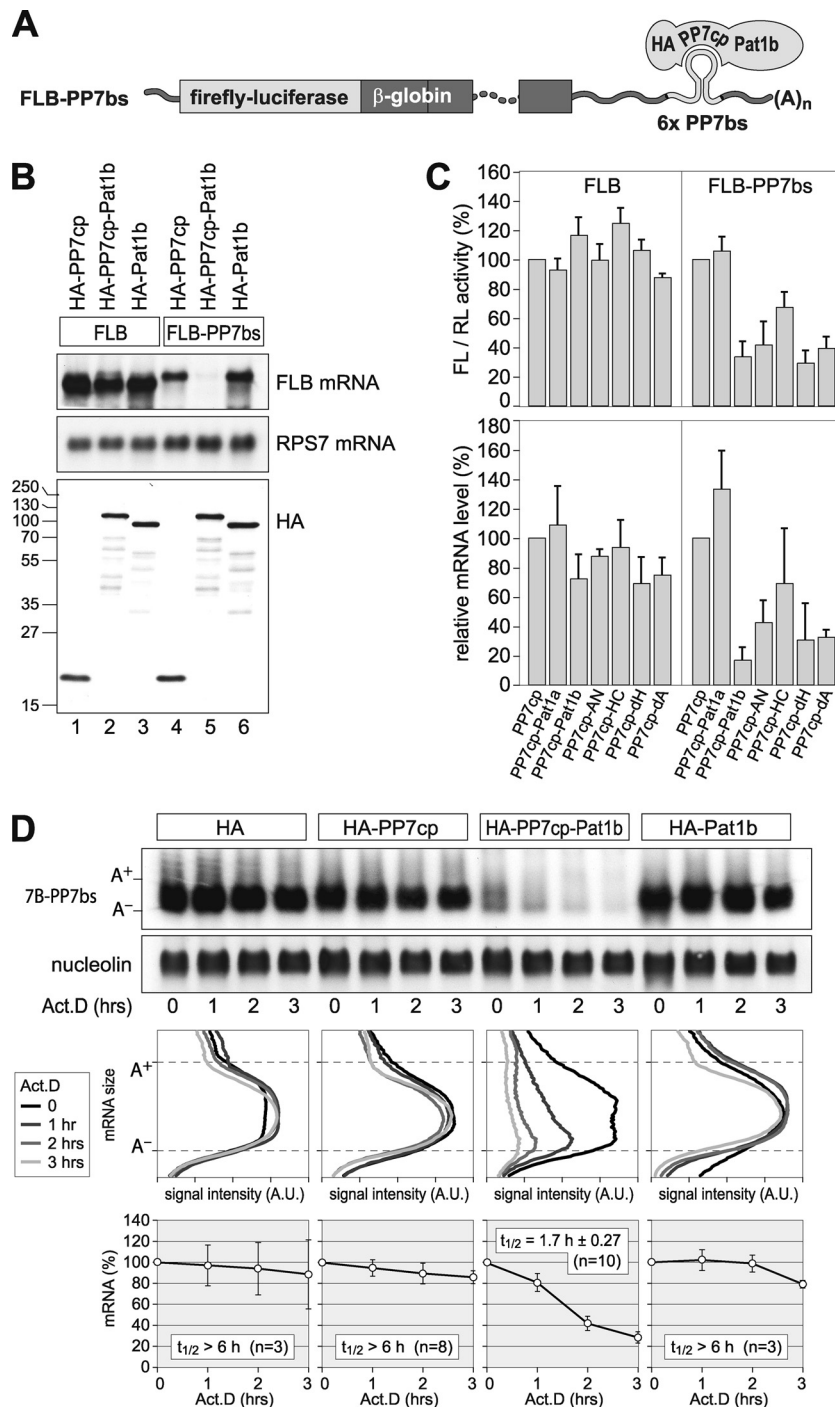 A
HA PP7cp Pat1b
FLB-PP7bs
firefly-luciferase
β-globin
(A)n
6x PP7bs
B
HA-PP7cp
HA-PP7cp-Pat1b
HA-Pat1b
HA-PP7cp
HA-PP7cp-Pat1b
HA-Pat1b
FLB
FLB-PP7bs
FLB mRNA
RPS7 mRNA
HA
250
130
100
70
55
35
27
15
1 2 3 4 5 6
C
FLB
FLB-PP7bs
FL / RL activity (%)
160
140
120
100
80
60
40
20
0
relative mRNA level (%)
180
160
140
120
100
80
60
40
20
0
PP7cp
PP7cp-Pat1a
PP7cp-Pat1b
PP7cp-AN
PP7cp-HC
PP7cp-dH
PP7cp-dA
PP7cp
PP7cp-Pat1a
PP7cp-Pat1b
PP7cp-AN
PP7cp-HC
PP7cp-dH
PP7cp-dA
D
HA
HA-PP7cp
HA-PP7cp-Pat1b
HA-Pat1b
7B-PP7bs
A+
A−
nucleolin
Act.D (hrs) 0 1 2 3 0 1 2 3 0 1 2 3 0 1 2 3
Act.D
0
1 hr
2 hrs
3 hrs
mRNA size
A+
A−
signal intensity (A.U.)
signal intensity (A.U.)
signal intensity (A.U.)
signal intensity (A.U.)
mRNA (%)
140
120
100
80
60
40
20
0
t1/2 > 6 h (n=3)
t1/2 > 6 h (n=8)
t1/2 = 1.7 h ± 0.27
(n=10)
t1/2 > 6 h (n=3)
0 1 2 3 0 1 2 3 0 1 2 3 0 1 2 3
Act.D (hrs)
Act.D (hrs)
Act.D (hrs)
Act.D (hrs)